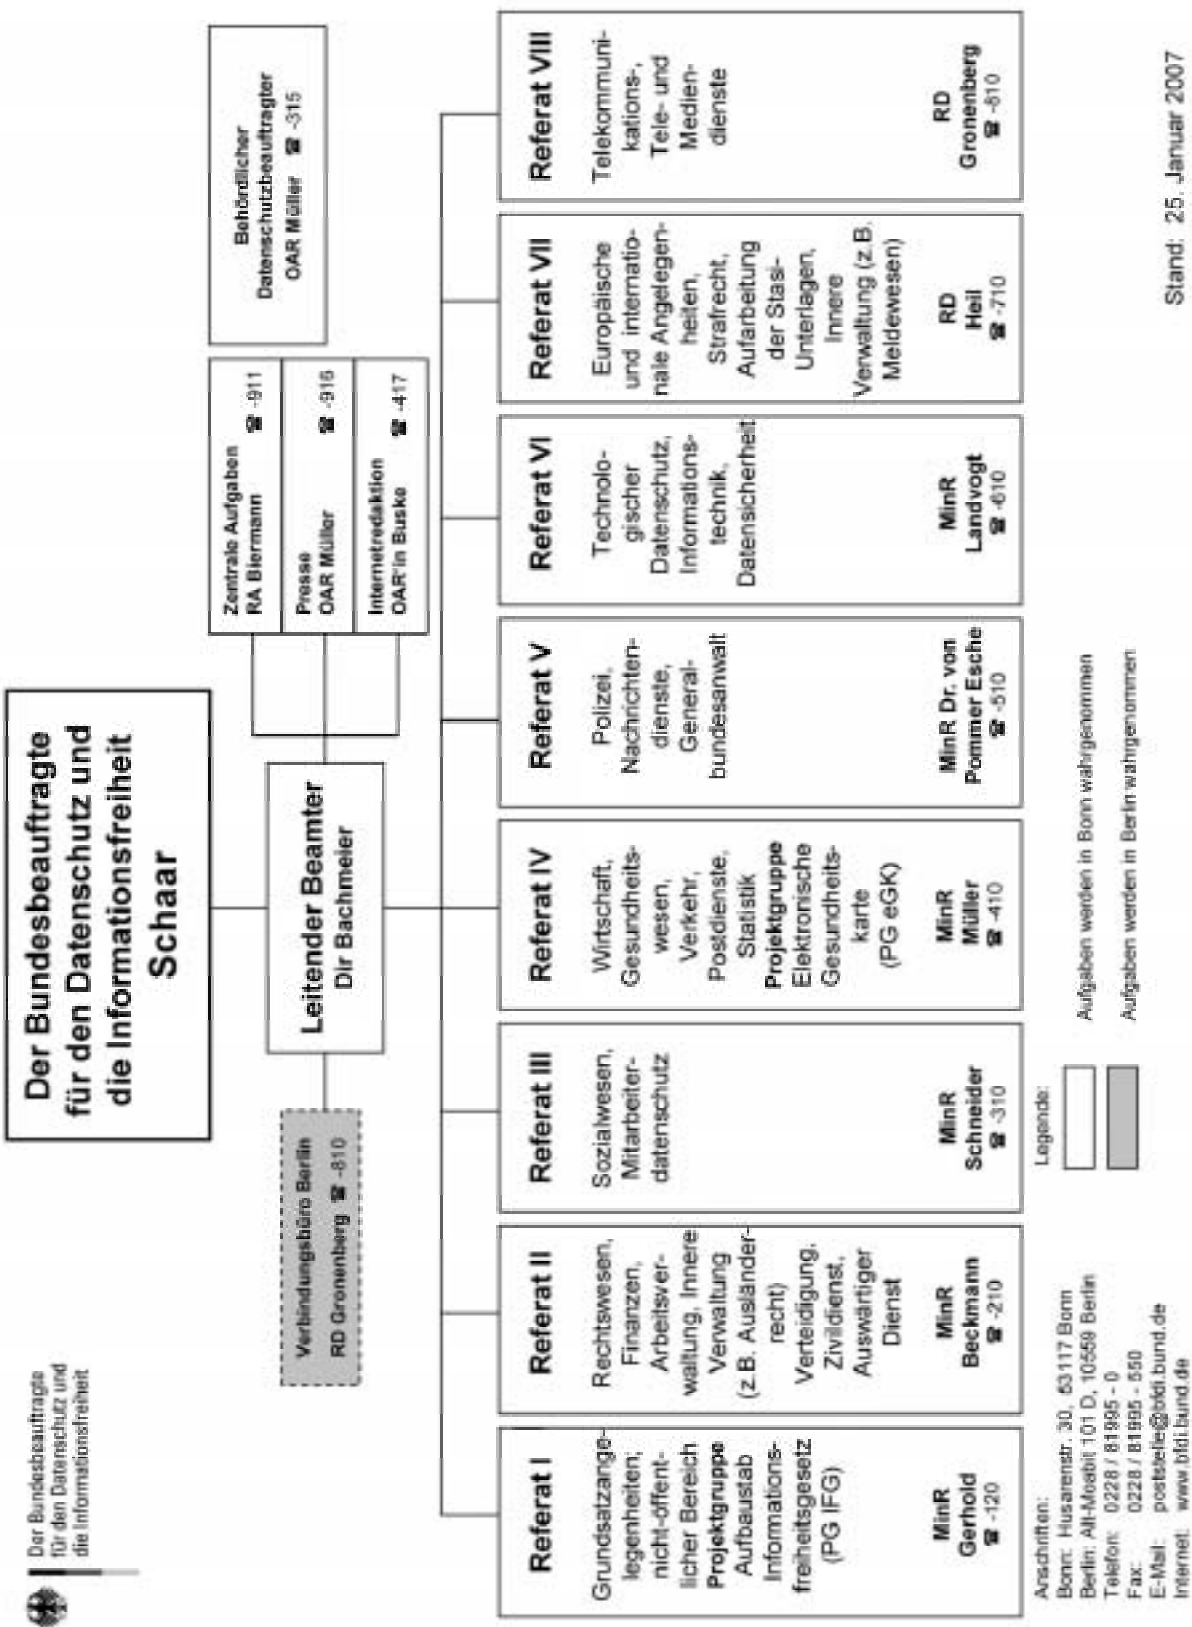 Der Bundesbeauftragte
für den Datenschutz und
die Informationsfreiheit
Der Bundesbeauftragte
für den Datenschutz und
die Informationsfreiheit
Schaar
Verbindungsbüro Berlin
RD Gronenberg ☎ -810
Leitender Beamter
Dir Bachmeier
Zentrale Aufgaben
RA Biermann ☎ -911
Presse
OAR Müller ☎ -916
Internetredaktion
OAR'in Buske ☎ -417
Behördlicher
Datenschutzbeauftragter
OAR Müller ☎ -315
Referat I
Grundsatzange-
legenheiten;
nicht-öffent-
licher Bereich
Projektgruppe
Aufbaustab
Informations-
freiheitsgesetz
(PG IFG)
MinR
Gerhold
☎ -120
Referat II
Rechtswesen,
Finanzen,
Arbeitsver-
waltung, Innere
Verwaltung
(z.B. Ausländer-
recht)
Verteidigung,
Zivildienst,
Auswärtiger
Dienst
MinR
Beckmann
☎ -210
Referat III
Sozialwesen,
Mitarbeiter-
datenschutz
MinR
Schneider
☎ -310
Referat IV
Wirtschaft,
Gesundheits-
wesen,
Verkehr,
Postdienste,
Statistik
Projektgruppe
Elektronische
Gesundheits-
karte
(PG eGK)
MinR
Müller
☎ -410
Referat V
Polizei,
Nachrichten-
dienste,
General-
bundesanwalt
MinR Dr. von
Pommer Esche
☎ -510
Referat VI
Technolo-
gischer
Datenschutz,
Informations-
technik,
Datensicherheit
MinR
Landvogt
☎ -610
Referat VII
Europäische
und internatio-
nale Angelegen-
heiten,
Strafrecht,
Aufarbeitung
der Stasi-
Unterlagen,
Innere
Verwaltung (z.B.
Meldewesen)
RD
Heil
☎ -710
Referat VIII
Telekommuni-
kations-,
Tele- und
Medien-
dienste
RD
Gronenberg
☎ -810
Anschriften:
Bonn: Husarenstr. 30, 53117 Bonn
Berlin: Alt-Moabit 101 D, 10559 Berlin
Telefon: 0228 / 81995 - 0
Fax: 0228 / 81995 - 550
E-Mail: poststelle@bfdi.bund.de
Internet: www.bfdi.bund.de
Legende:
Aufgaben werden in Bonn wahrgenommen
Aufgaben werden in Berlin wahrgenommen
Stand: 25. Januar 2007